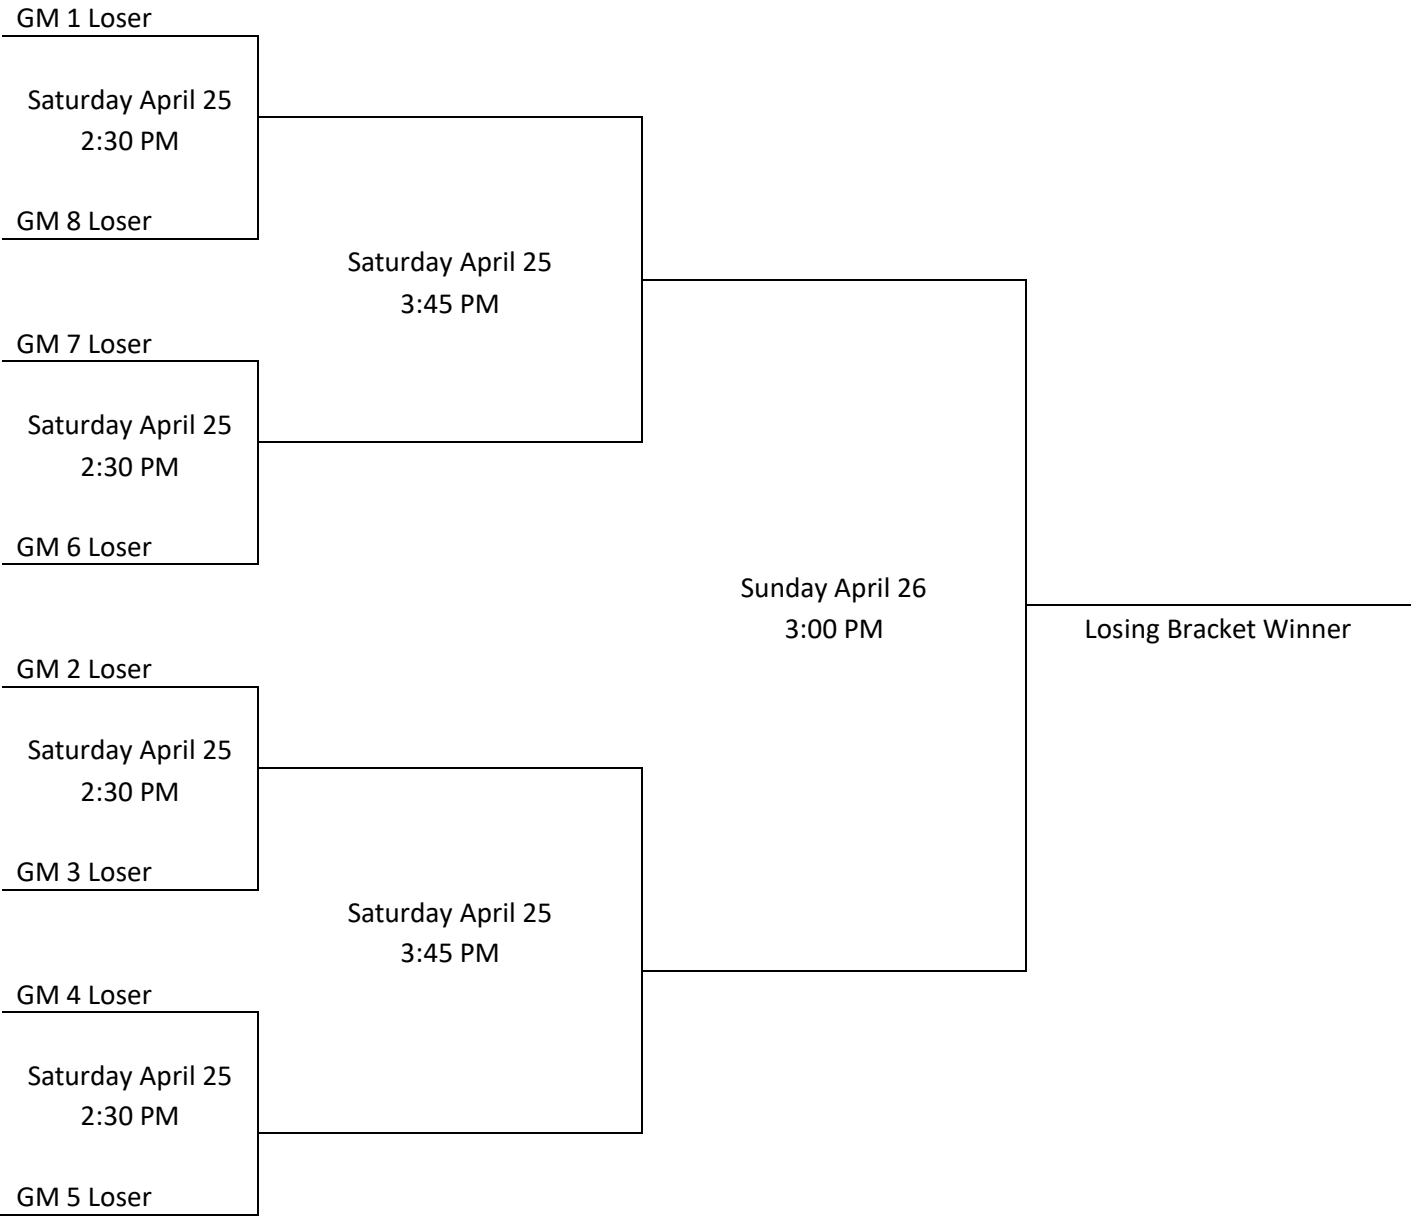 GM 1 Loser
Saturday April 25
2:30 PM
GM 8 Loser
Saturday April 25
3:45 PM
GM 7 Loser
Saturday April 25
2:30 PM
GM 6 Loser
Sunday April 26
3:00 PM
Losing Bracket Winner
GM 2 Loser
Saturday April 25
2:30 PM
GM 3 Loser
Saturday April 25
3:45 PM
GM 4 Loser
Saturday April 25
2:30 PM
GM 5 Loser